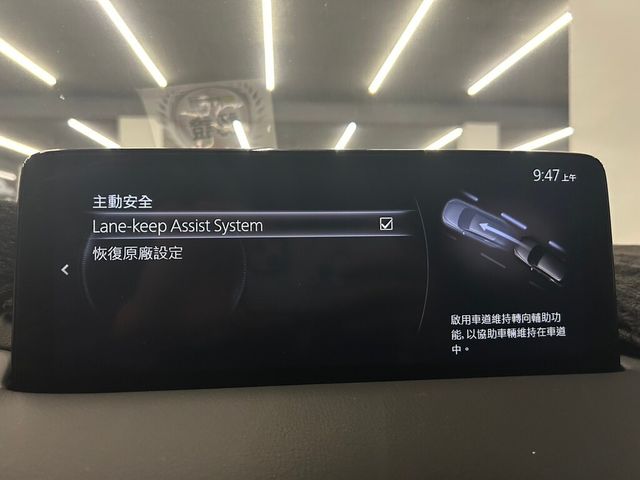 9:47上午
主動安全
Lane-keep Assist System
恢復原廠設定
啟用車道維持轉向輔助功
能,以協助車輛維持在車道
中。